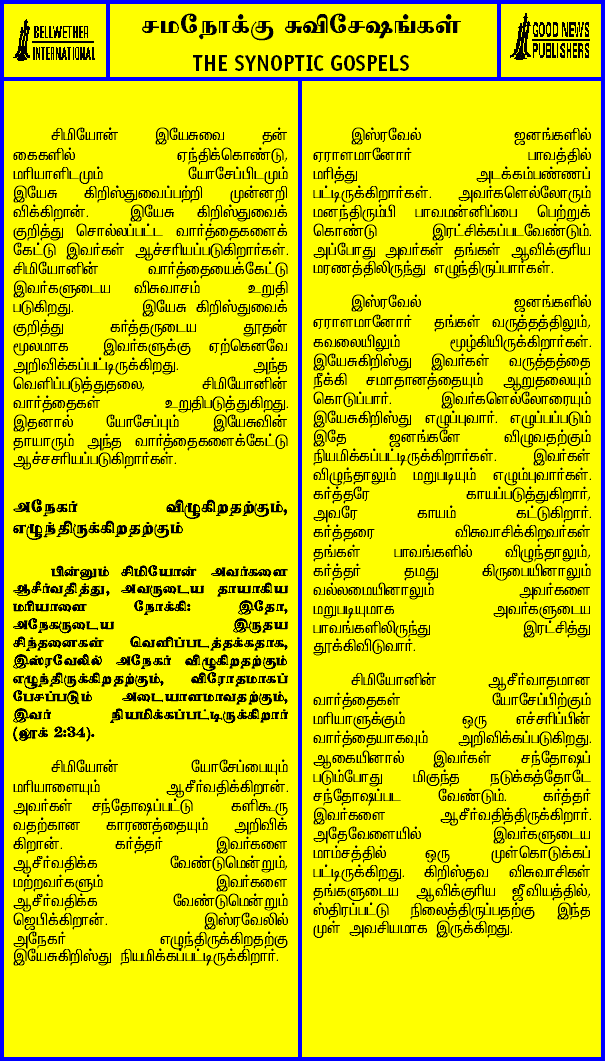 BELLWETHER
INTERNATIONAL
சமநோக்கு சுவிசேஷங்கள்
THE SYNOPTIC GOSPELS
GOOD NEWS
PUBLISHERS
சிமியோன் இயேசுவை தன்
கைகளில் ஏந்திக்கொண்டு,
மரியாளிடமும் யோசேப்பிடமும்
இயேசு கிறிஸ்துவைப்பற்றி முன்னறி
விக்கிறான். இயேசு கிறிஸ்துவைக்
குறித்து சொல்லப்பட்ட வார்த்தைகளைக்
கேட்டு இவர்கள் ஆச்சரியப்படுகிறார்கள்.
சிமியோனின் வார்த்தையைக்கேட்டு
இவர்களுடைய விசுவாசம் உறுதி
படுகிறது. இயேசு கிறிஸ்துவைக்
குறித்து கர்த்தருடைய தூதன்
மூலமாக இவர்களுக்கு ஏற்கெனவே
அறிவிக்கப்பட்டிருக்கிறது. அந்த
வெளிப்படுத்துதலை, சிமியோனின்
வார்த்தைகள் உறுதிபடுத்துகிறது.
இதனால் யோசேப்பும் இயேசுவின்
தாயாரும் அந்த வார்த்தைகளைக்கேட்டு
ஆச்சசரியப்படுகிறார்கள்.
அநேகர் விழுகிறதற்கும்,
எழுந்திருக்கிறதற்கும்
பின்னும் சிமியோன் அவர்களை
ஆசீர்வதித்து, அவருடைய தாயாகிய
மரியாளை நோக்கி: இதோ,
அநேகருடைய இருதய
சிந்தனைகள் வெளிப்படத்தக்கதாக,
இஸ்ரவேலில் அநேகர் விழுகிறதற்கும்
எழுந்திருக்கிறதற்கும், விரோதமாகப்
பேசப்படும் அடையாளமாவதற்கும்,
இவர் நியமிக்கப்பட்டிருக்கிறார்
(லூக் 2:34).
சிமியோன் யோசேப்பையும்
மரியாளையும் ஆசீர்வதிக்கிறான்.
அவர்கள் சந்தோஷப்பட்டு களிகூரு
வதற்கான காரணத்தையும் அறிவிக்
கிறான். கர்த்தர் இவர்களை
ஆசீர்வதிக்க வேண்டுமென்றும்,
மற்றவர்களும் இவர்களை
ஆசீர்வதிக்க வேண்டுமென்றும்
ஜெபிக்கிறான். இஸ்ரவேலில்
அநேகர் எழுந்திருக்கிறதற்கு
இயேசுகிறிஸ்து நியமிக்கப்பட்டிருக்கிறார்.
இஸ்ரவேல் ஜனங்களில்
ஏராளமானோர் பாவத்தில்
மரித்து அடக்கம்பண்ணப்
பட்டிருக்கிறார்கள். அவர்களெல்லோரும்
மனந்திரும்பி பாவமன்னிப்பை பெற்றுக்
கொண்டு இரட்சிக்கப்படவேண்டும்.
அப்போது அவர்கள் தங்கள் ஆவிக்குரிய
மரணத்திலிருந்து எழுந்திருப்பார்கள்.
இஸ்ரவேல் ஜனங்களில்
ஏராளமானோர் தங்கள் வருத்தத்திலும்,
கவலையிலும் மூழ்கியிருக்கிறார்கள்.
இயேசுகிறிஸ்து இவர்கள் வருத்தத்தை
நீக்கி சமாதானத்தையும் ஆறுதலையும்
கொடுப்பார். இவர்களெல்லோரையும்
இயேசுகிறிஸ்து எழுப்புவார். எழுப்பப்படும்
இதே ஜனங்களே விழுவதற்கும்
நியமிக்கப்பட்டிருக்கிறார்கள். இவர்கள்
விழுந்தாலும் மறுபடியும் எழும்புவார்கள்.
கர்த்தரே காயப்படுத்துகிறார்,
அவரே காயம் கட்டுகிறார்.
கர்த்தரை விசுவாசிக்கிறவர்கள்
தங்கள் பாவங்களில் விழுந்தாலும்,
கர்த்தர் தமது கிருபையினாலும்
வல்லமையினாலும் அவர்களை
மறுபடியுமாக அவர்களுடைய
பாவங்களிலிருந்து இரட்சித்து
தூக்கிவிடுவார்.
சிமியோனின் ஆசீர்வாதமான
வார்த்தைகள் யோசேப்பிற்கும்
மரியாளுக்கும் ஒரு எச்சரிப்பின்
வார்த்தையாகவும் அறிவிக்கப்படுகிறது.
ஆகையினால் இவர்கள் சந்தோஷப்
படும்போது மிகுந்த நடுக்கத்தோடே
சந்தோஷப்பட வேண்டும். கர்த்தர்
இவர்களை ஆசீர்வதித்திருக்கிறார்.
அதேவேளையில் இவர்களுடைய
மாம்சத்தில் ஒரு முள்கொடுக்கப்
பட்டிருக்கிறது. கிறிஸ்தவ விசுவாசிகள்
தங்களுடைய ஆவிக்குரிய ஜீவியத்தில்,
ஸ்திரப்பட்டு நிலைத்திருப்பதற்கு இந்த
முள் அவசியமாக இருக்கிறது.